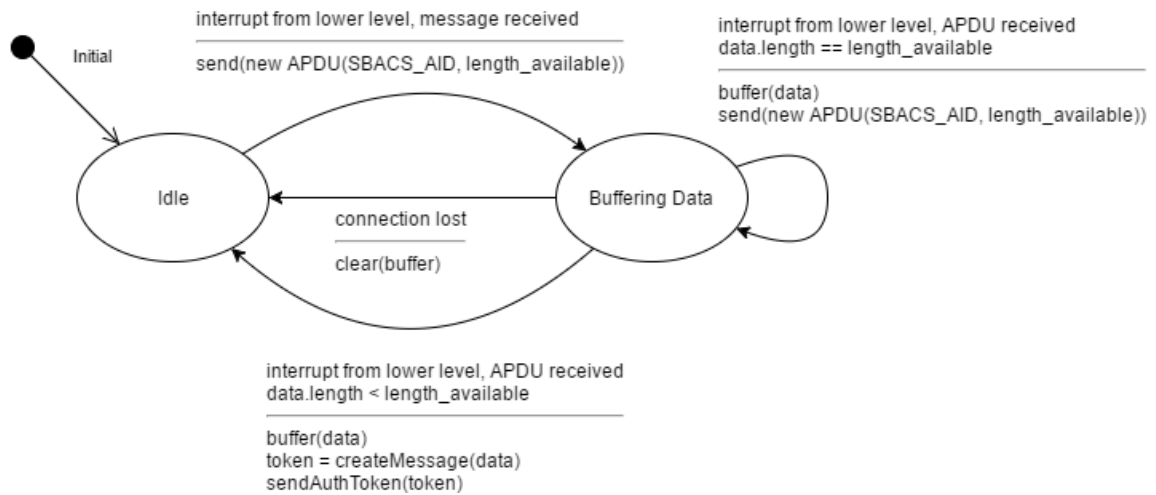 interrupt from lower level, message received
send(new APDU(SBACS_AID, length_available))
interrupt from lower level, APDU received
data.length == length_available
buffer(data)
send(new APDU(SBACS_AID, length_available))
Initial
Idle
Buffering Data
connection lost
clear(buffer)
interrupt from lower level, APDU received
data.length < length_available
buffer(data)
token = createMessage(data)
sendAuthToken(token)